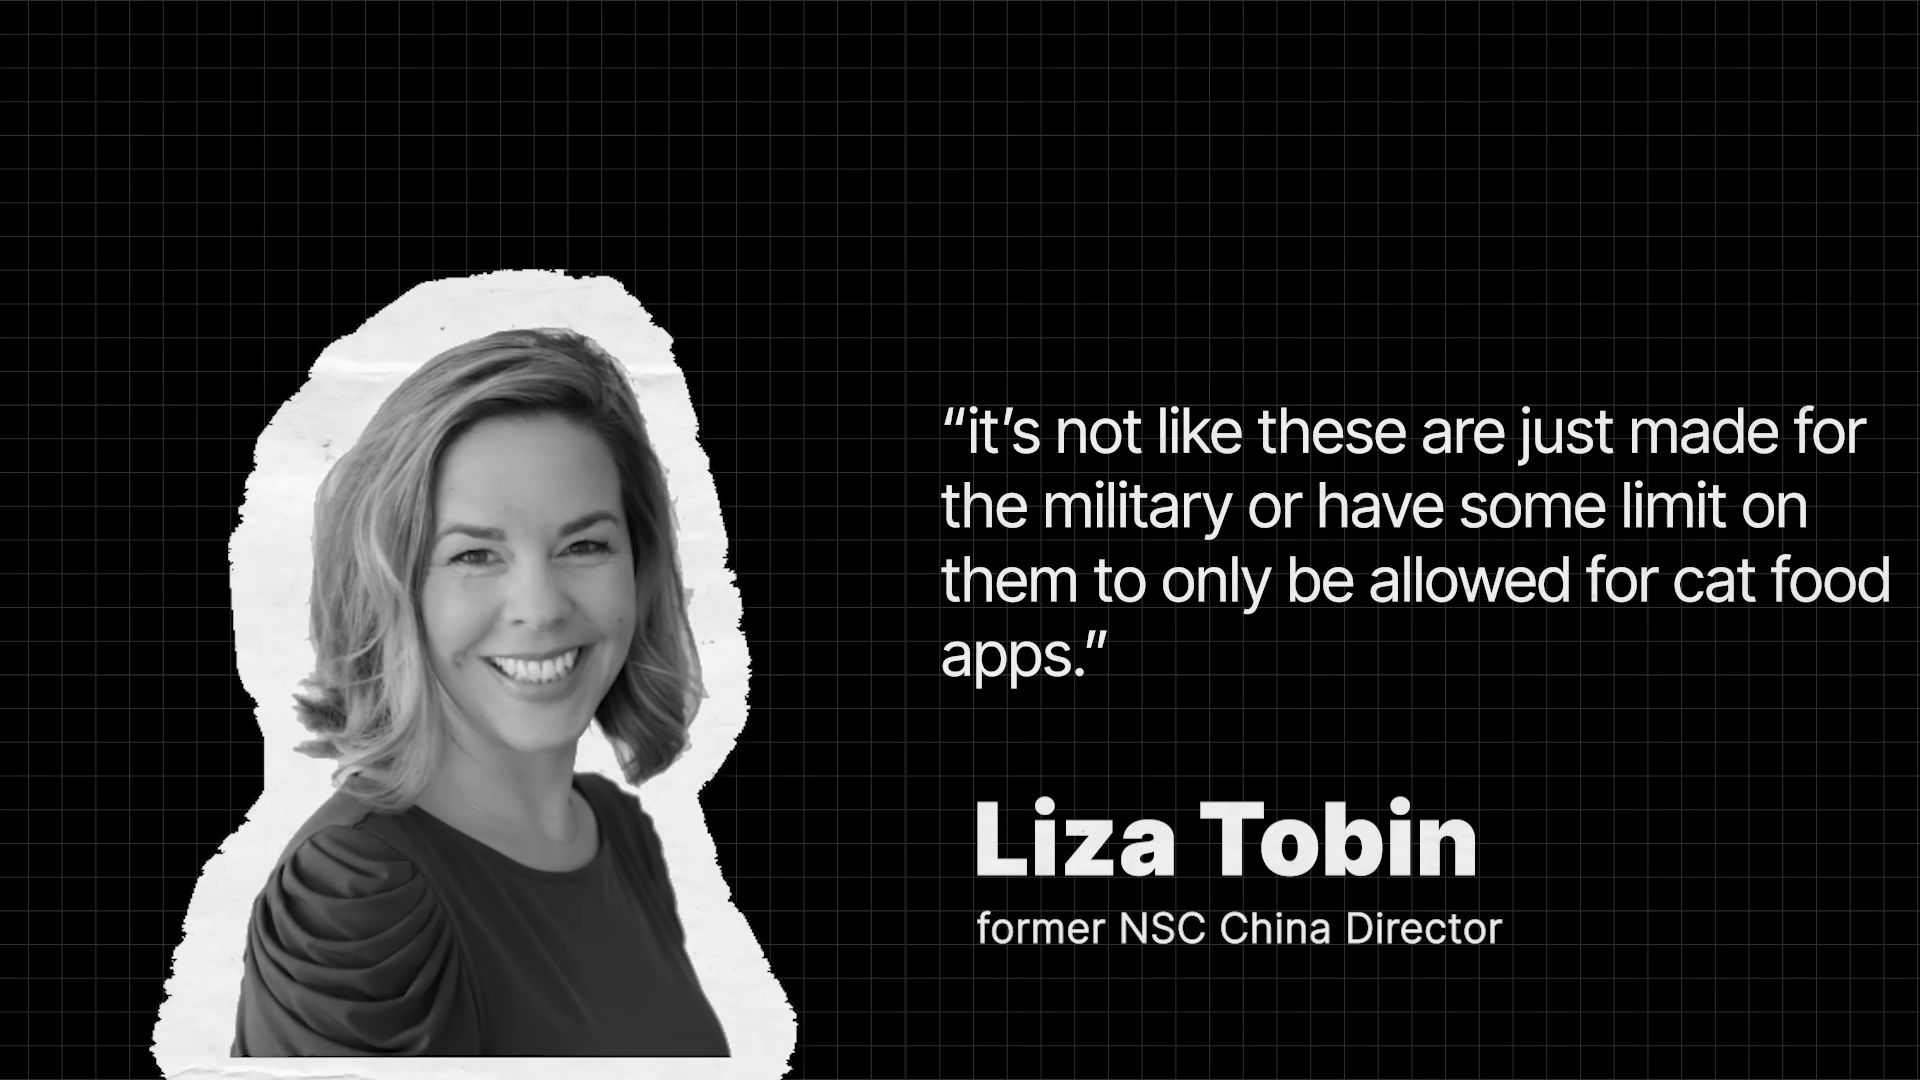 “it’s not like these are just made for
the military or have some limit on
them to only be allowed for cat food
apps.”
Liza Tobin
former NSC China Director